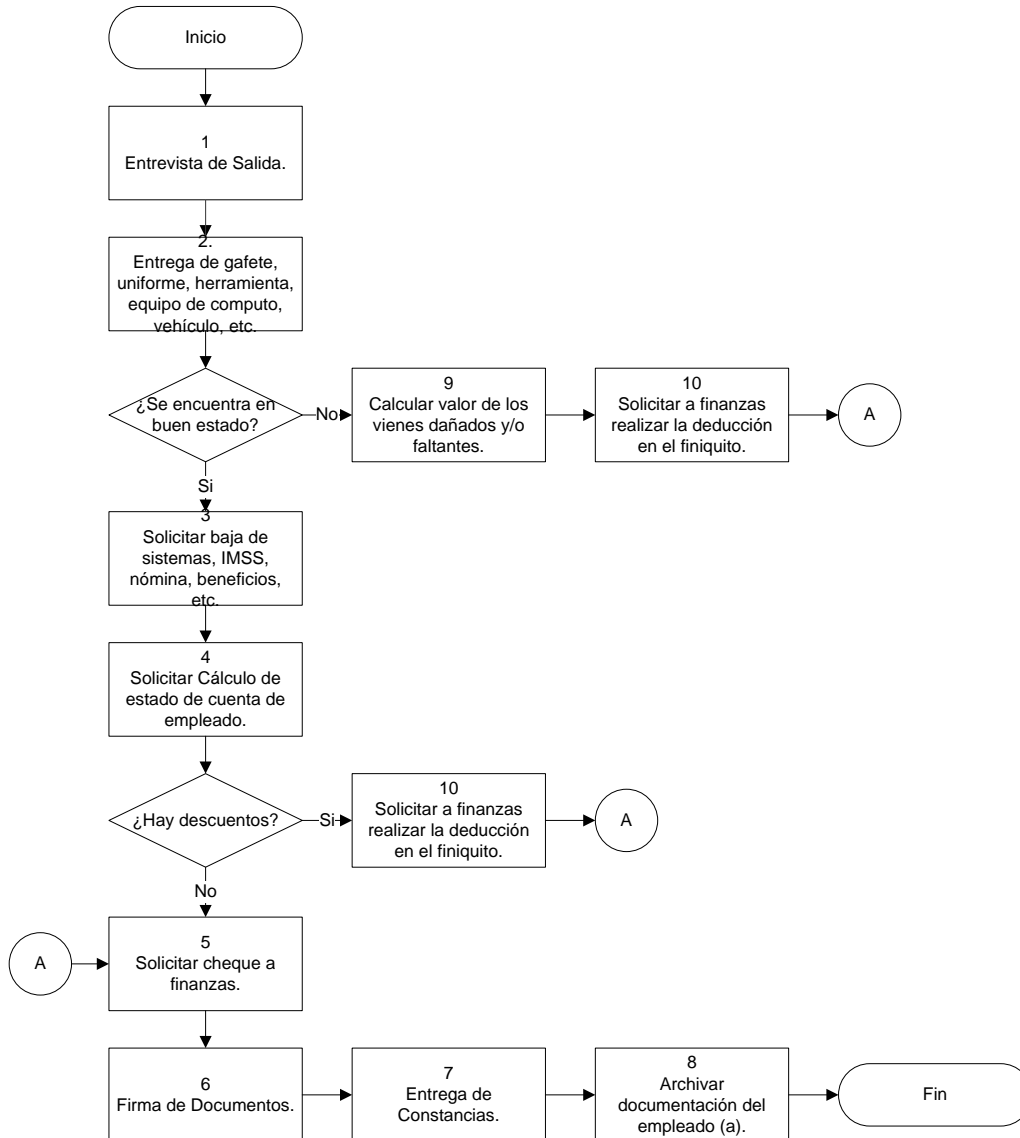 Inicio
1
Entrevista de Salida.
2.
Entrega de gafete,
uniforme, herramienta,
equipo de computo,
vehículo, etc.
¿Se encuentra en
buen estado?
No
9
Calcular valor de los
vienes dañados y/o
faltantes.
10
Solicitar a finanzas
realizar la deducción
en el finiquito.
A
Si
3
Solicitar baja de
sistemas, IMSS,
nómina, beneficios,
etc.
4
Solicitar Cálculo de
estado de cuenta de
empleado.
¿Hay descuentos?
Si
10
Solicitar a finanzas
realizar la deducción
en el finiquito.
A
No
A
5
Solicitar cheque a
finanzas.
6
Firma de Documentos.
7
Entrega de
Constancias.
8
Archivar
documentación del
empleado (a).
Fin